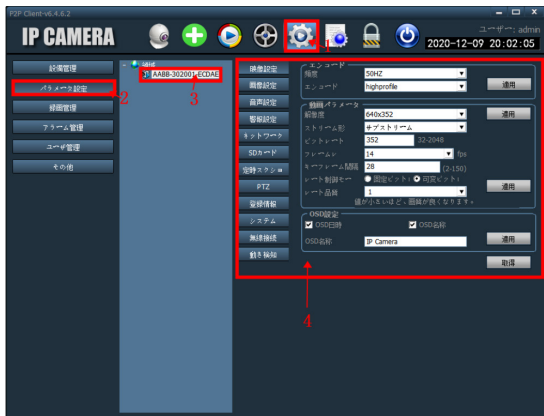 P2P Client-v6.4.6.2
IP CAMERA
ユーザー: admin
2020-12-09 20:02:05
1
設備管理
パラメータ設定
録画管理
アラーム管理
ユーザ管理
その他
2
AABB-302001-ECDAE
3
映像設定
画像設定
音声設定
警報設定
ネットワーク
SDカード
PTZ
登録情報
システム
無線接続
動き検知
エンコード
頻度 50HZ
エンコード highprofile 適用
動画パラメータ
解像度 640x352 適用
ストリーム形 サブストリーム
ビットレート 352 32-2048
フレームレ 14 fps
キーフレーム間隔 28 (2-150)
レート制御モー 固定ビット: 可変ビット:
レート品質 1 適用
値が小さいほど、画質が良くなります。
OSD設定
OSD日時 OSD名称
OSD名称 IP Camera 適用
取得
4